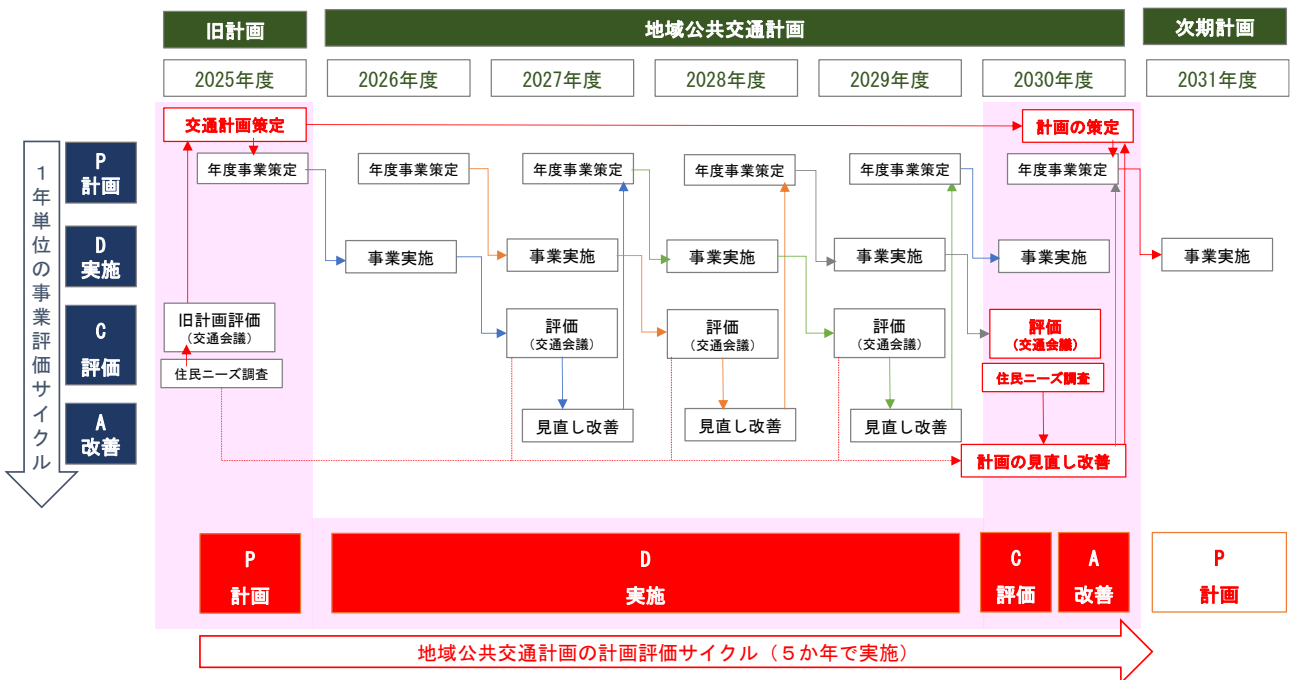 旧計画
地域公共交通計画
次期計画
2025年度
2026年度
2027年度
2028年度
2029年度
2030年度
2031年度
交通計画策定
計画の策定
1年単位の事業評価サイクル
P
計画
年度事業策定
年度事業策定
年度事業策定
年度事業策定
年度事業策定
年度事業策定
D
実施
事業実施
事業実施
事業実施
事業実施
事業実施
事業実施
C
評価
旧計画評価
(交通会議)
評価
(交通会議)
評価
(交通会議)
評価
(交通会議)
評価
(交通会議)
住民ニーズ調査
住民ニーズ調査
A
改善
見直し改善
見直し改善
見直し改善
計画の見直し改善
P
計画
D
実施
C
評価
A
改善
P
計画
地域公共交通計画の計画評価サイクル（５か年で実施）